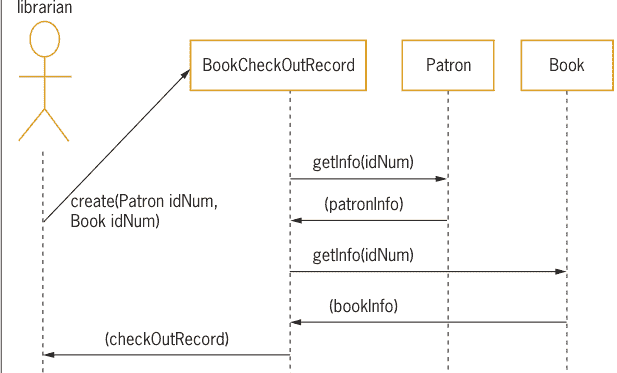 librarian
BookCheckOutRecord
Patron
Book
getInfo(idNum)
create(Patron idNum,
Book idNum)
(patronInfo)
getInfo(idNum)
(bookInfo)
(checkOutRecord)